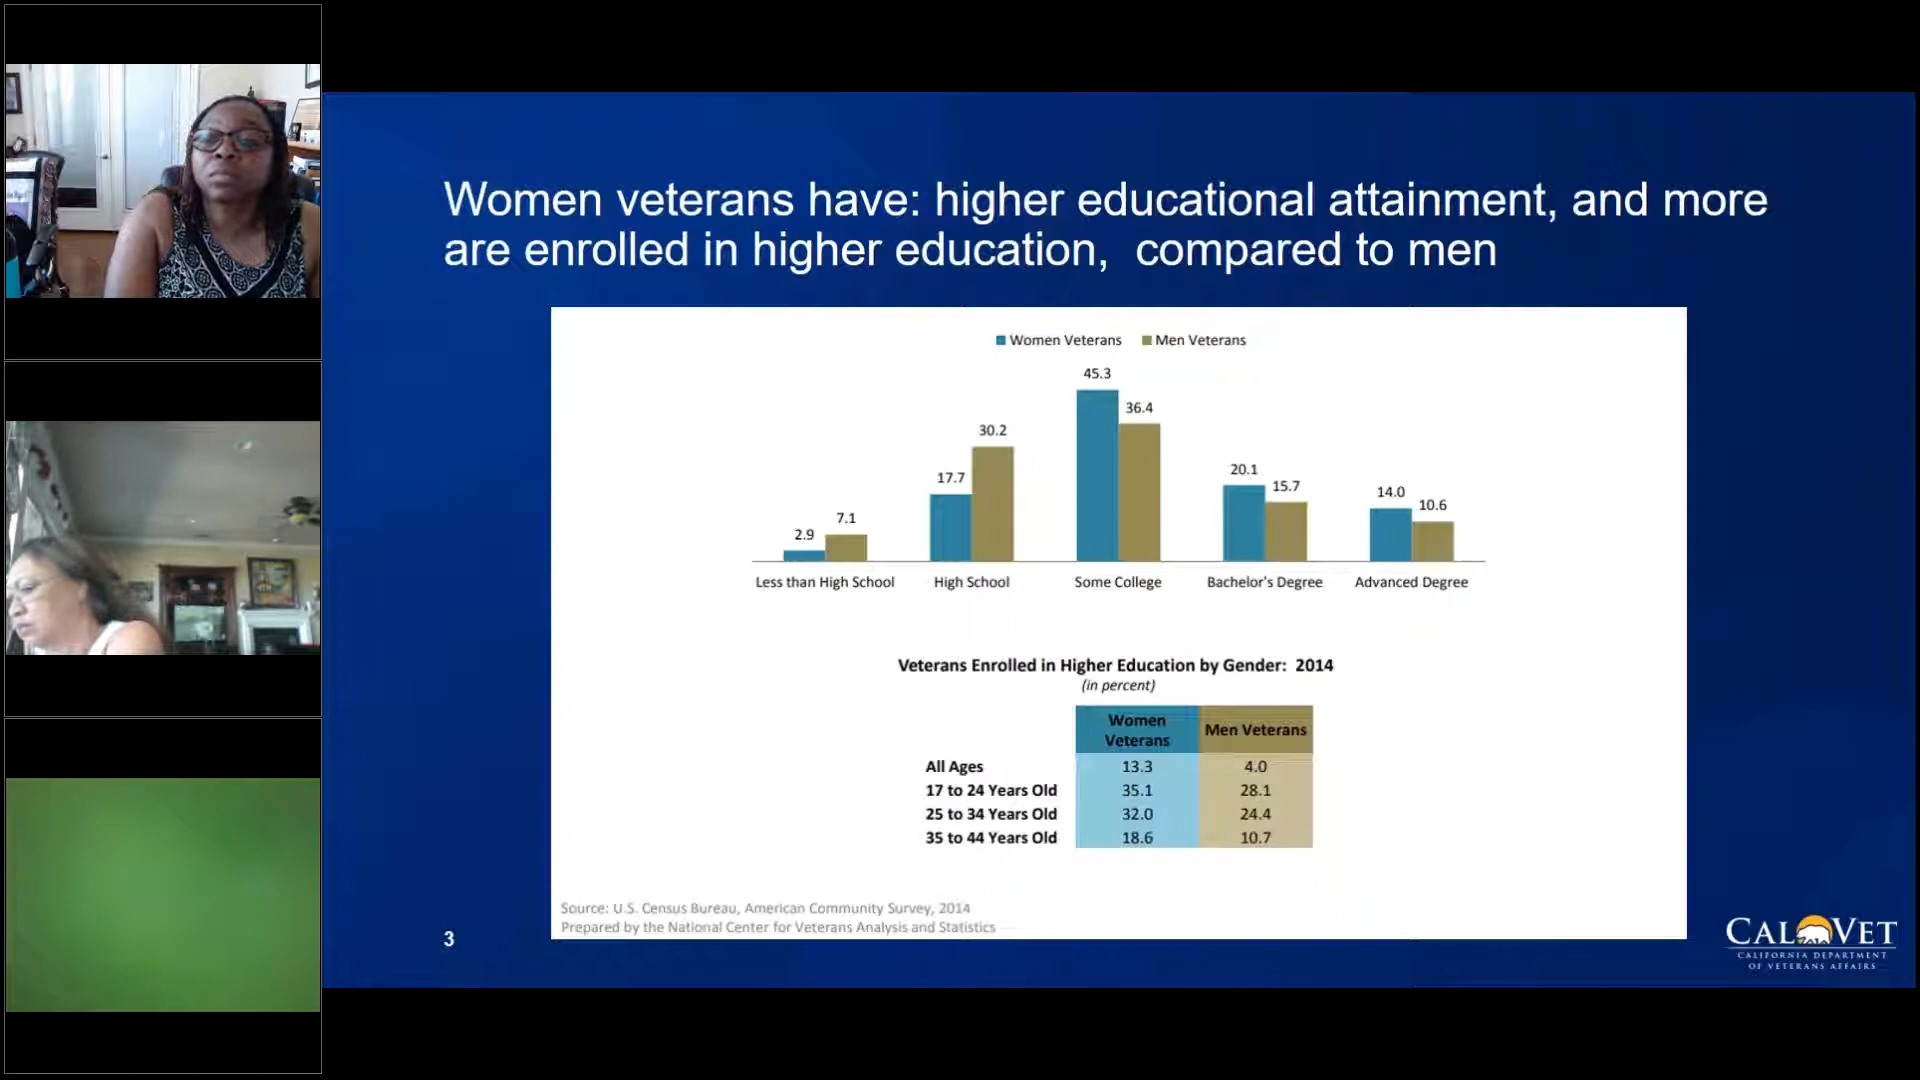 Women veterans have: higher educational attainment, and more
are enrolled in higher education, compared to men
Women Veterans Men Veterans
45.3
36.4
30.2
17.7
20.1
15.7
14.0
10.6
7.1
2.9
Less than High School High School Some College Bachelor's Degree Advanced Degree
Veterans Enrolled in Higher Education by Gender: 2014
(in percent)
Women
Veterans
Men Veterans
All Ages 13.3 4.0
17 to 24 Years Old 35.1 28.1
25 to 34 Years Old 32.0 24.4
35 to 44 Years Old 18.6 10.7
Source: U.S. Census Bureau, American Community Survey, 2014
Prepared by the National Center for Veterans Analysis and Statistics
3
CALVET
CALIFORNIA DEPARTMENT
OF VETERANS AFFAIRS